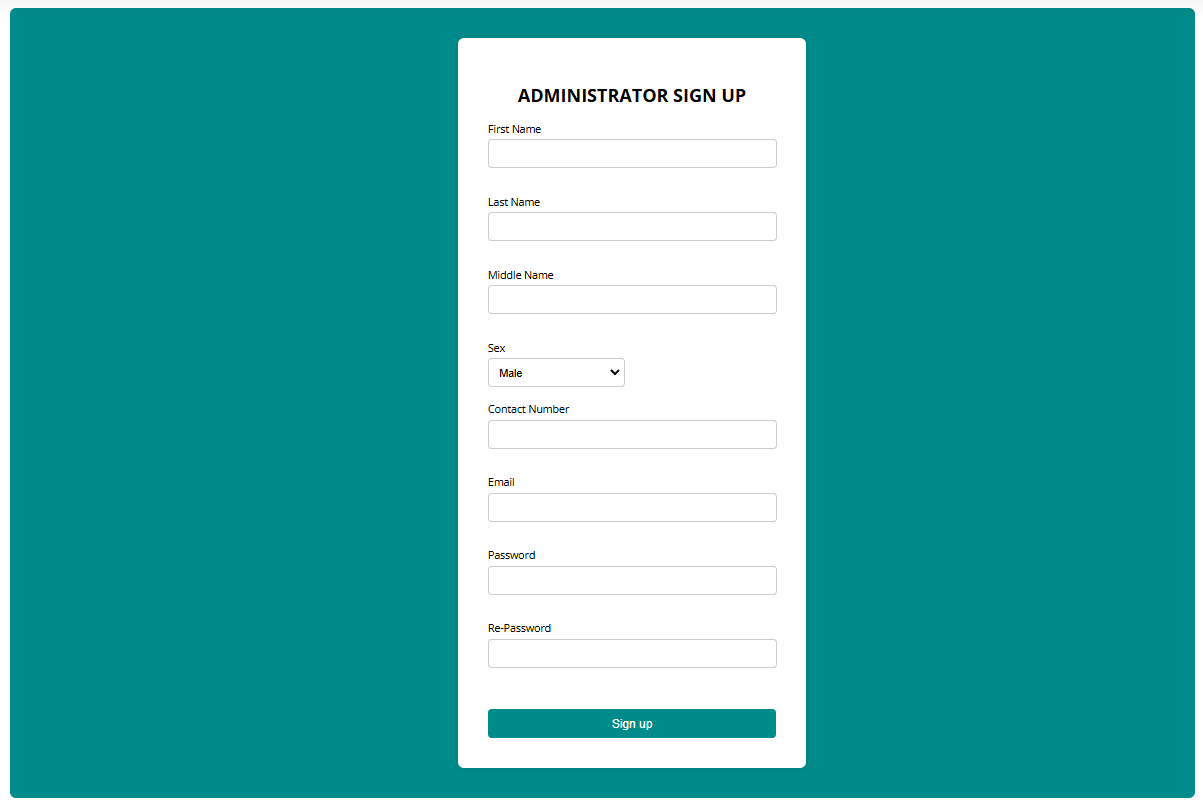 ADMINISTRATOR SIGN UP
First Name
Last Name
Middle Name
Sex
Male
Contact Number
Email
Password
Re-Password
Sign up